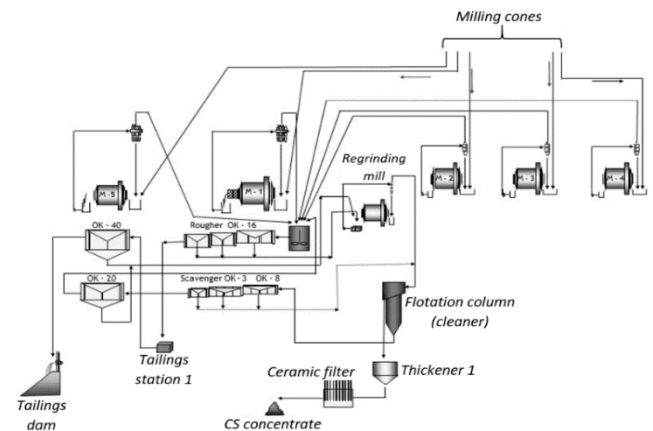 Milling cones
Regrinding
mill
M-5
M-1
M-2
M-3
M-4
OK - 40
Rougher OK - 16
OK - 20
Scavenger OK - 3 OK - 8
Flotation column
(cleaner)
Tailings
station 1
Ceramic filter
Thickener 1
Tailings
dam
CS concentrate